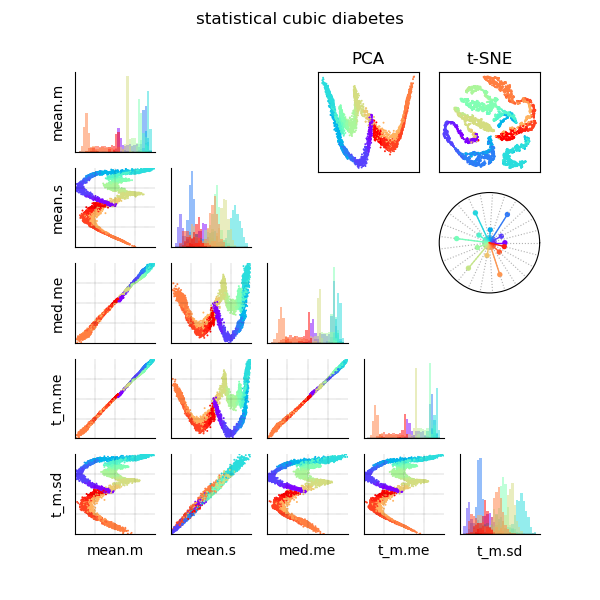 statistical cubic diabetes
PCA
t-SNE
mean.m
mean.s
med.me
t_m.me
t_m.sd
mean.m
mean.s
med.me
t_m.me
t_m.sd